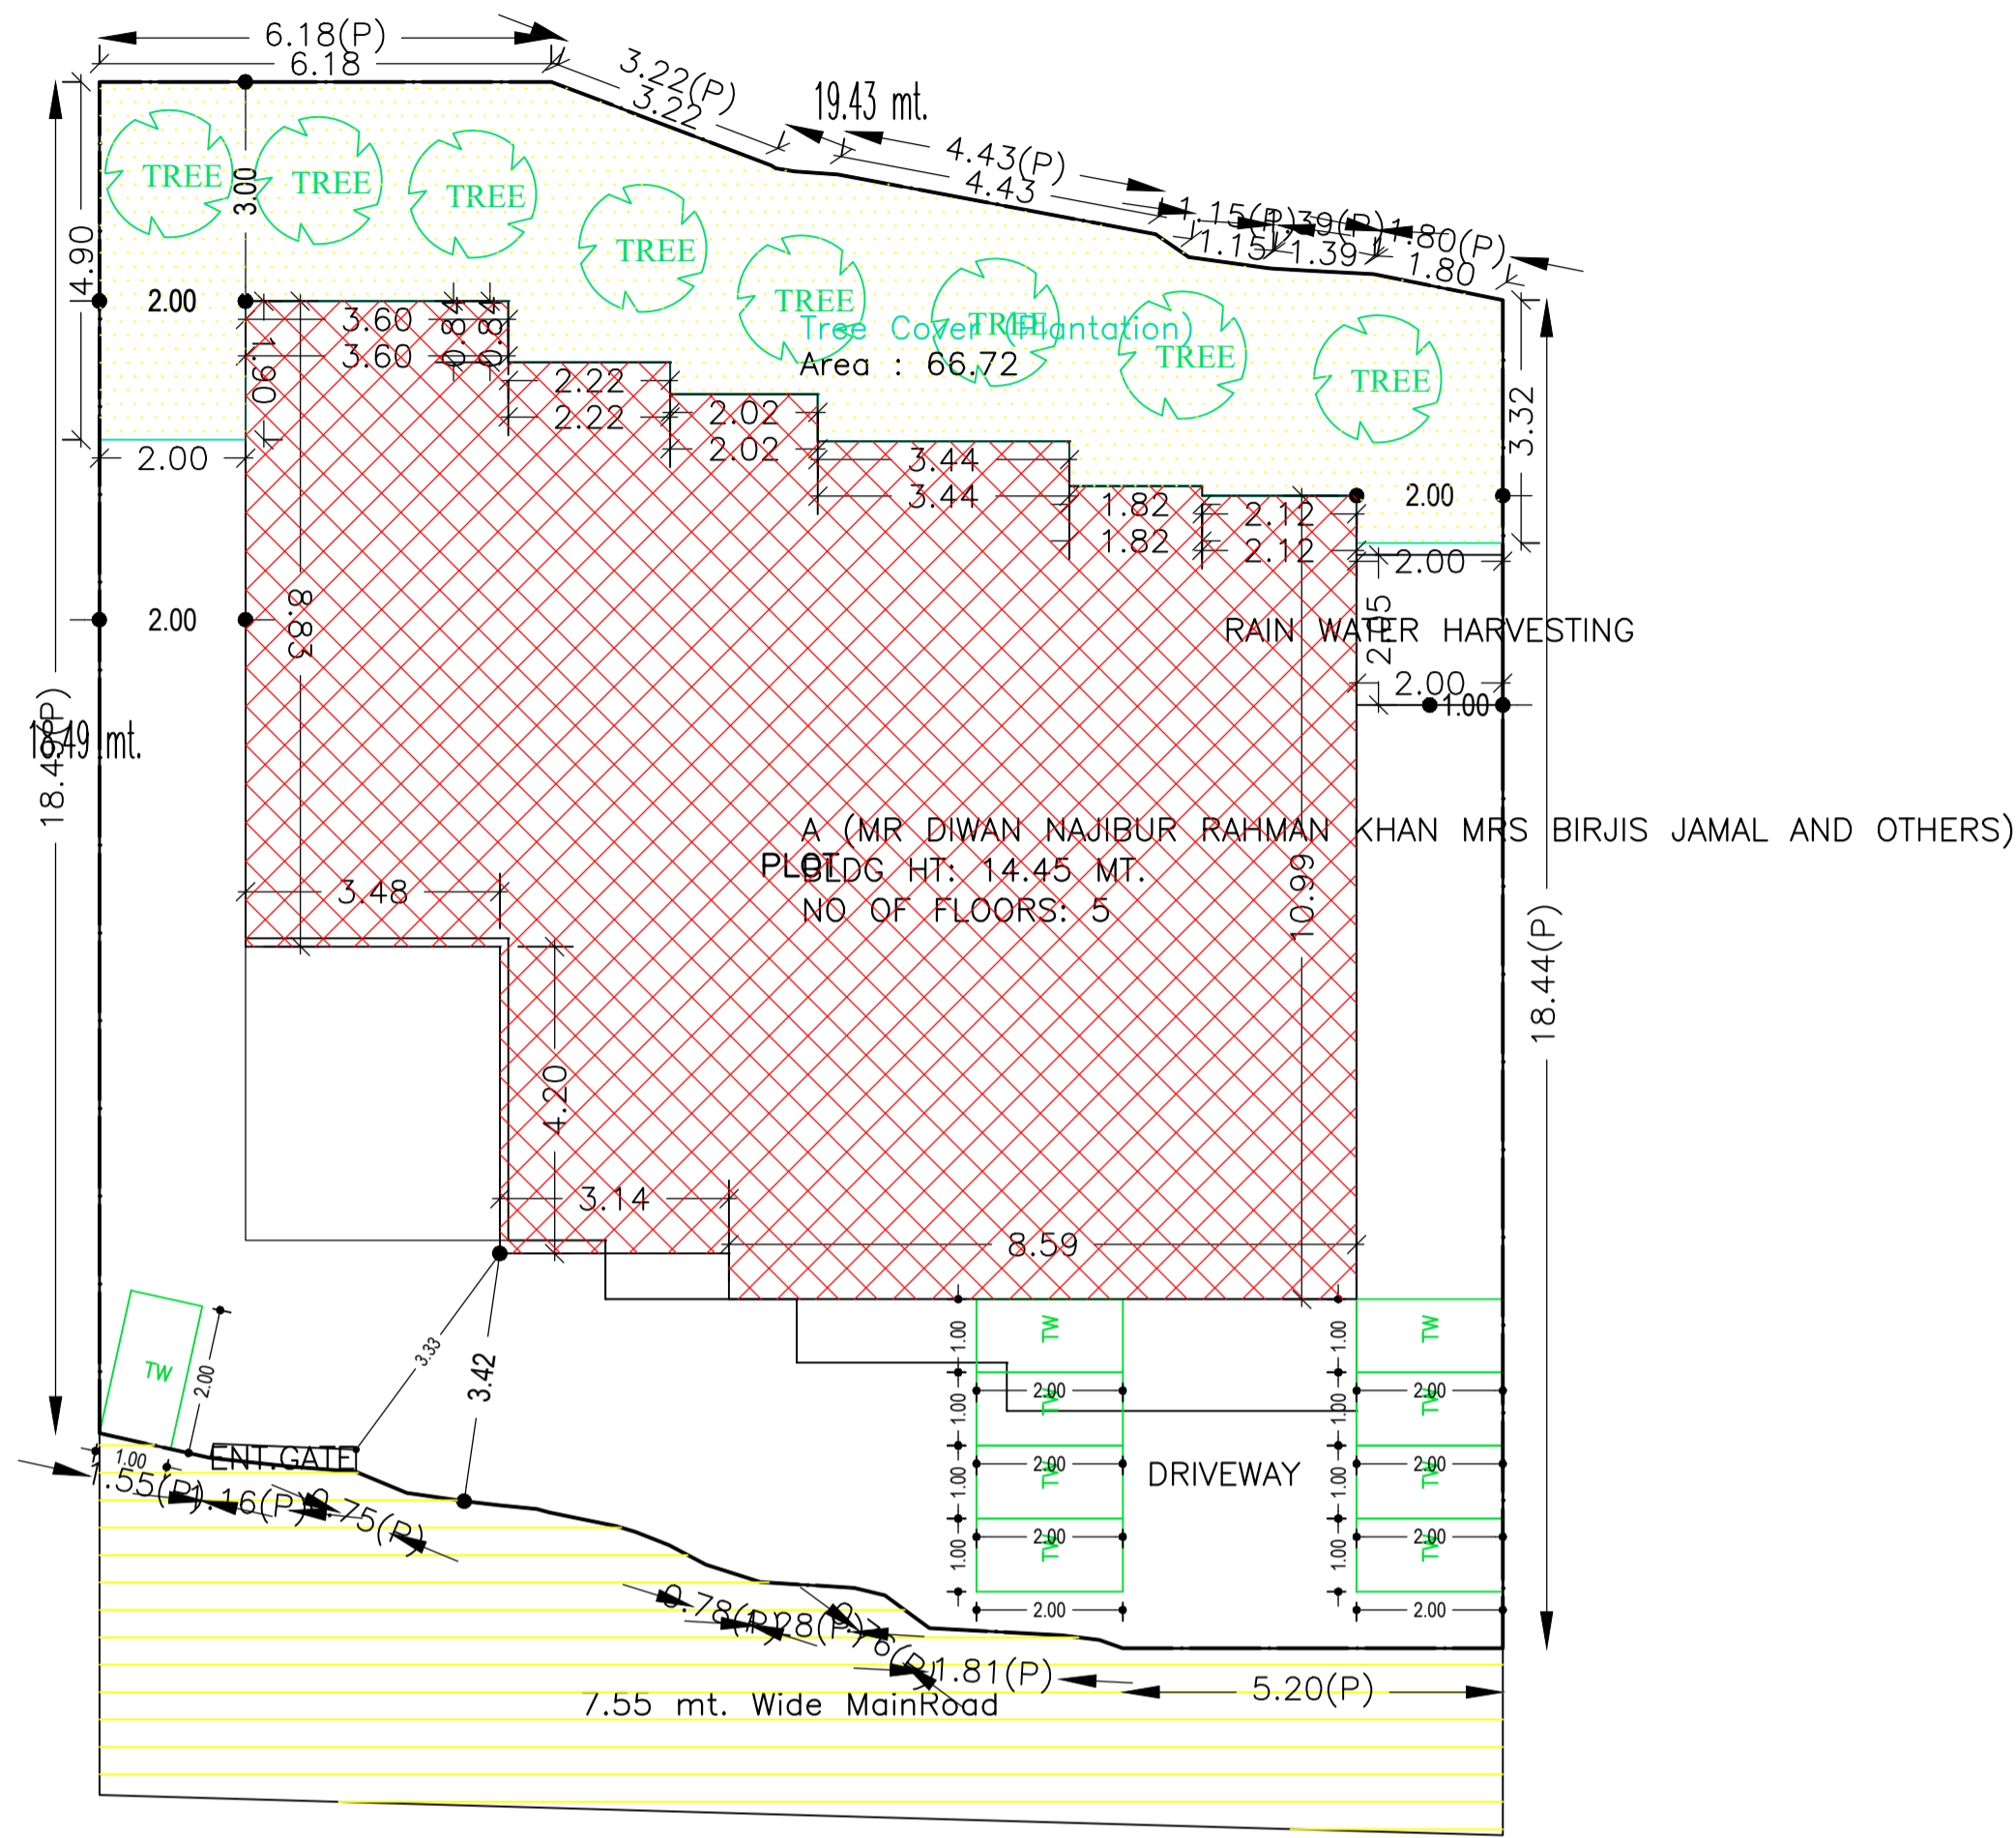 6.18(P)
6.18
3.22(P)
3.22
19.43 mt.
4.43(P)
4.43
1.15(P)
1.15
1.39(P)
1.39
1.80(P)
1.80
TREE
TREE
TREE
TREE
TREE
TREE
TREE
TREE
3.00
4.90
2.00
3.60
3.60
0.84
0.84
1.90
2.22
2.22
2.02
2.02
Tree Cover (Plantation)
Area : 66.72
3.32
2.00
3.44
3.44
1.82
1.82
2.12
2.12
2.00
2.00
2.00
8.83
2.05
RAIN WATER HARVESTING
2.00
1.00
18.49(P)
18.49 mt.
A (MR DIWAN NAJIBUR RAHMAN KHAN MRS BIRJIS JAMAL AND OTHERS)
PLOT
BLDG HT: 14.45 MT.
NO OF FLOORS: 5
10.99
3.48
18.44(P)
4.20
3.14
8.59
3.33
3.42
TW
2.00
1.00
ENT.GATE
1.55(P)
1.16(P)
0.75(P)
TW
1.00
2.00
TW
1.00
2.00
TW
1.00
2.00
TW
1.00
2.00
DRIVEWAY
TW
1.00
2.00
TW
1.00
2.00
TW
1.00
2.00
TW
1.00
2.00
0.78(P)
1.28(P)
0.76(P)
1.81(P)
5.20(P)
7.55 mt. Wide MainRoad